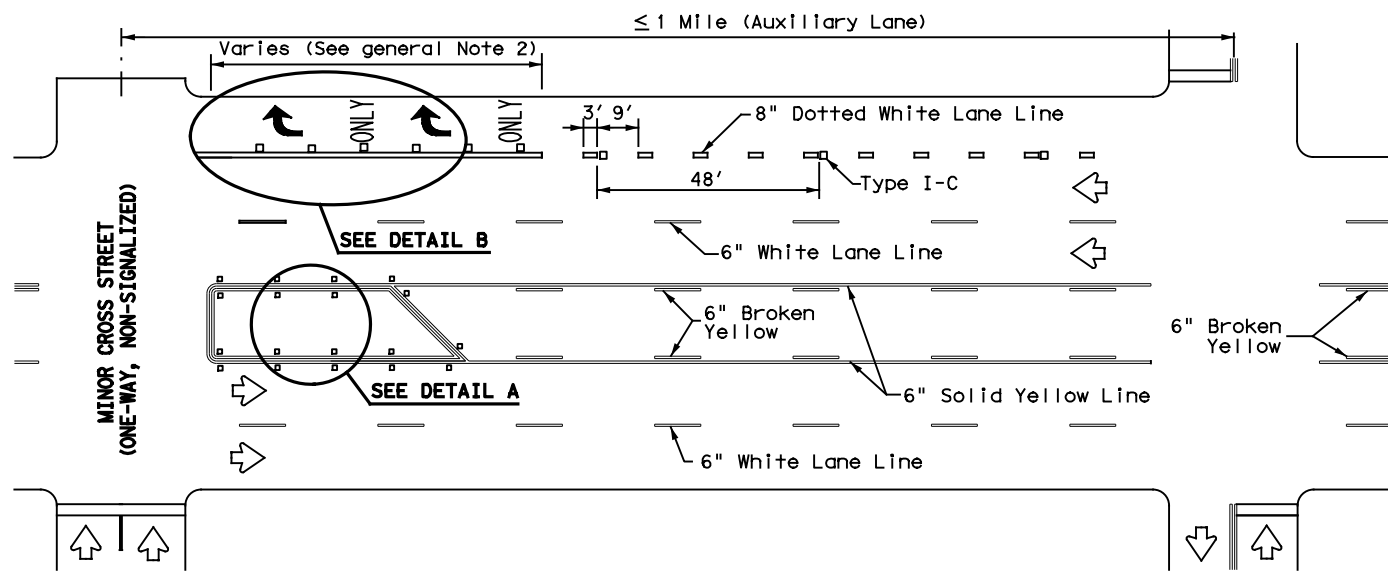 ≤ 1 Mile (Auxiliary Lane)
Varies (See general Note 2)
ONLY
ONLY
3' 9'
8" Dotted White Lane Line
48'
Type I-C
SEE DETAIL B
6" White Lane Line
MINOR CROSS STREET
(ONE-WAY, NON-SIGNALIZED)
6" Broken
Yellow
6" Broken
Yellow
SEE DETAIL A
6" Solid Yellow Line
6" White Lane Line